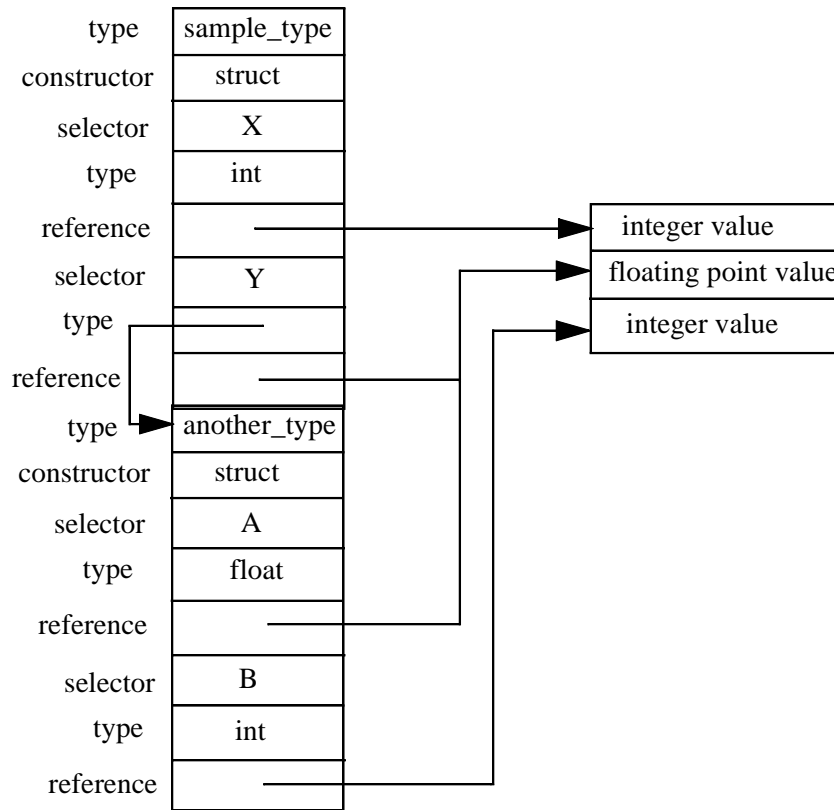 type sample_type
constructor struct
selector X
type int
reference integer value
selector Y floating point value
type integer value
reference
type another_type
constructor struct
selector A
type float
reference
selector B
type int
reference